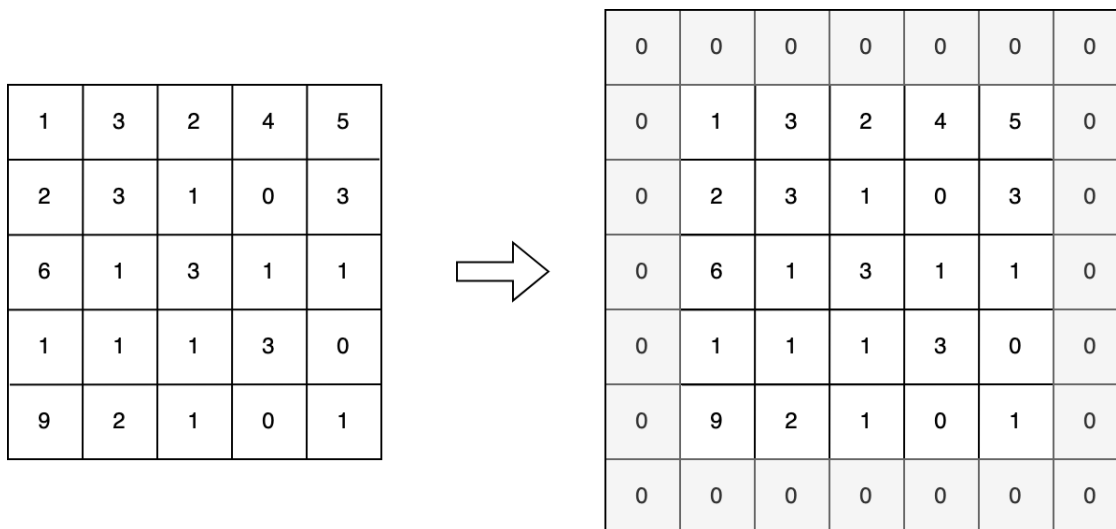 1 3 2 4 5
2 3 1 0 3
6 1 3 1 1
1 1 1 3 0
9 2 1 0 1
0 0 0 0 0 0 0
0 1 3 2 4 5 0
0 2 3 1 0 3 0
0 6 1 3 1 1 0
0 1 1 1 3 0 0
0 9 2 1 0 1 0
0 0 0 0 0 0 0